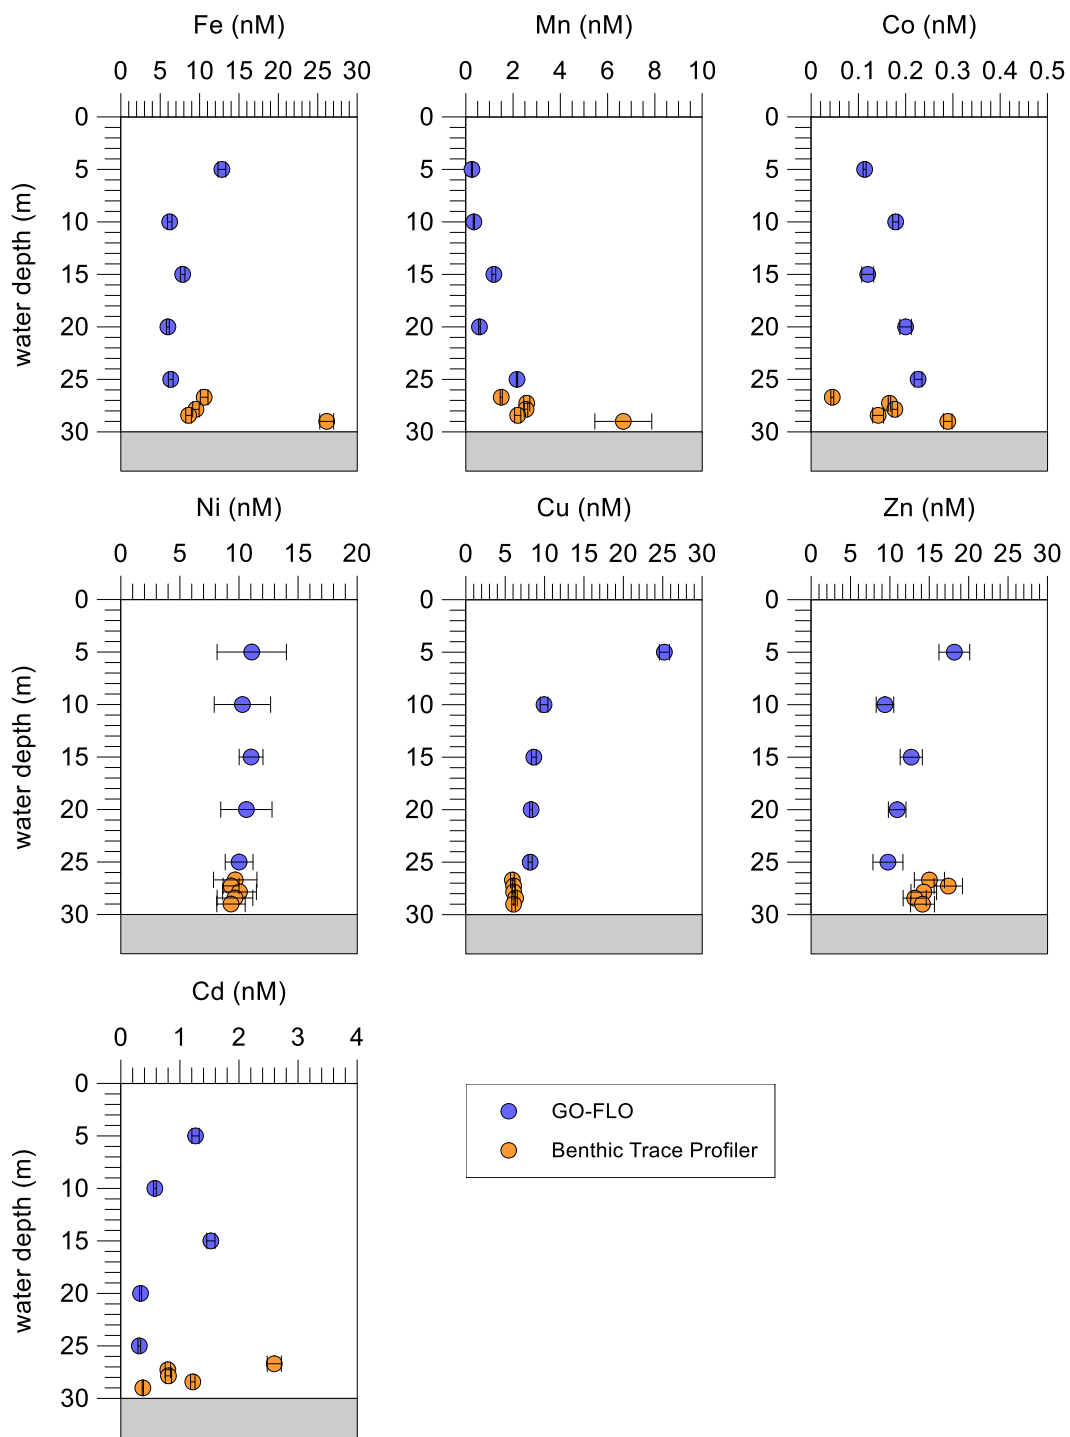 Fe (nM) Mn (nM) Co (nM)
0 5 10 15 20 25 30 0 2 4 6 8 10 0 0.1 0.2 0.3 0.4 0.5
0 0 0
5 5 5
10 10 10
15 15 15
20 20 20
25 25 25
30 30 30
water depth (m)
Ni (nM) Cu (nM) Zn (nM)
0 5 10 15 20 0 5 10 15 20 25 30 0 5 10 15 20 25 30
0 0 0
5 5 5
10 10 10
15 15 15
20 20 20
25 25 25
30 30 30
water depth (m)
Cd (nM)
0 1 2 3 4
0
5
10
15
20
25
30
water depth (m)
GO-FLO
Benthic Trace Profiler